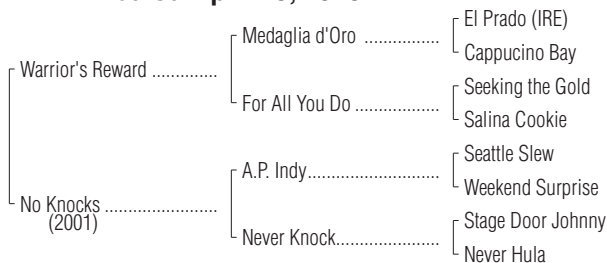 Warrior's Reward ..............
Medaglia d'Oro ................
El Prado (IRE)
Cappucino Bay
For All You Do ..................
Seeking the Gold
Salina Cookie
No Knocks ........................
(2001)
A.P. Indy............................
Seattle Slew
Weekend Surprise
Never Knock......................
Stage Door Johnny
Never Hula